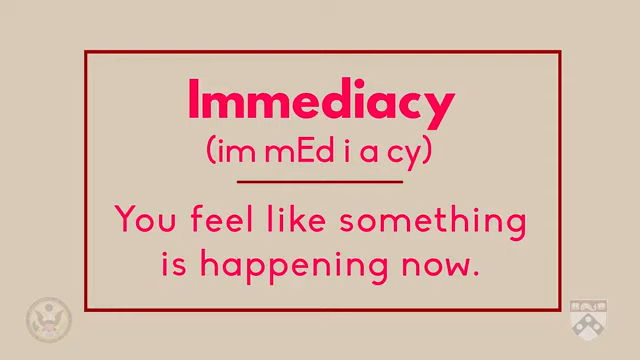 Immediacy
(im mEd i a cy)
You feel like something
is happening now.